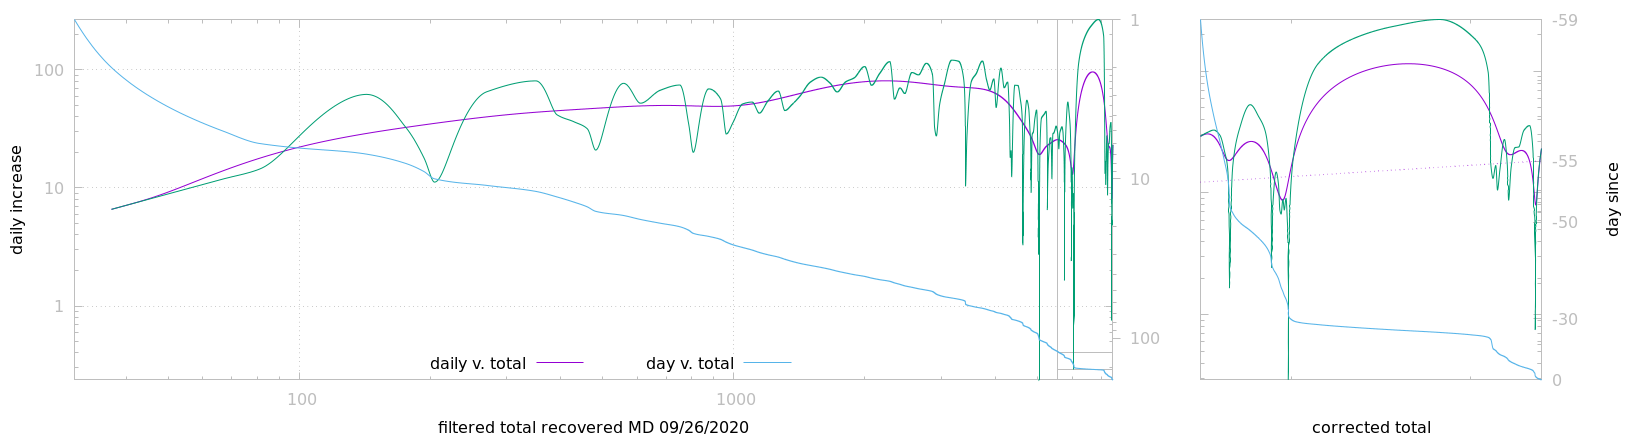 daily increase
100
10
1
100
1000
filtered total recovered MD 09/26/2020
daily v. total
day v. total
1
10
100
corrected total
-59
-55
-50
-30
0
day since